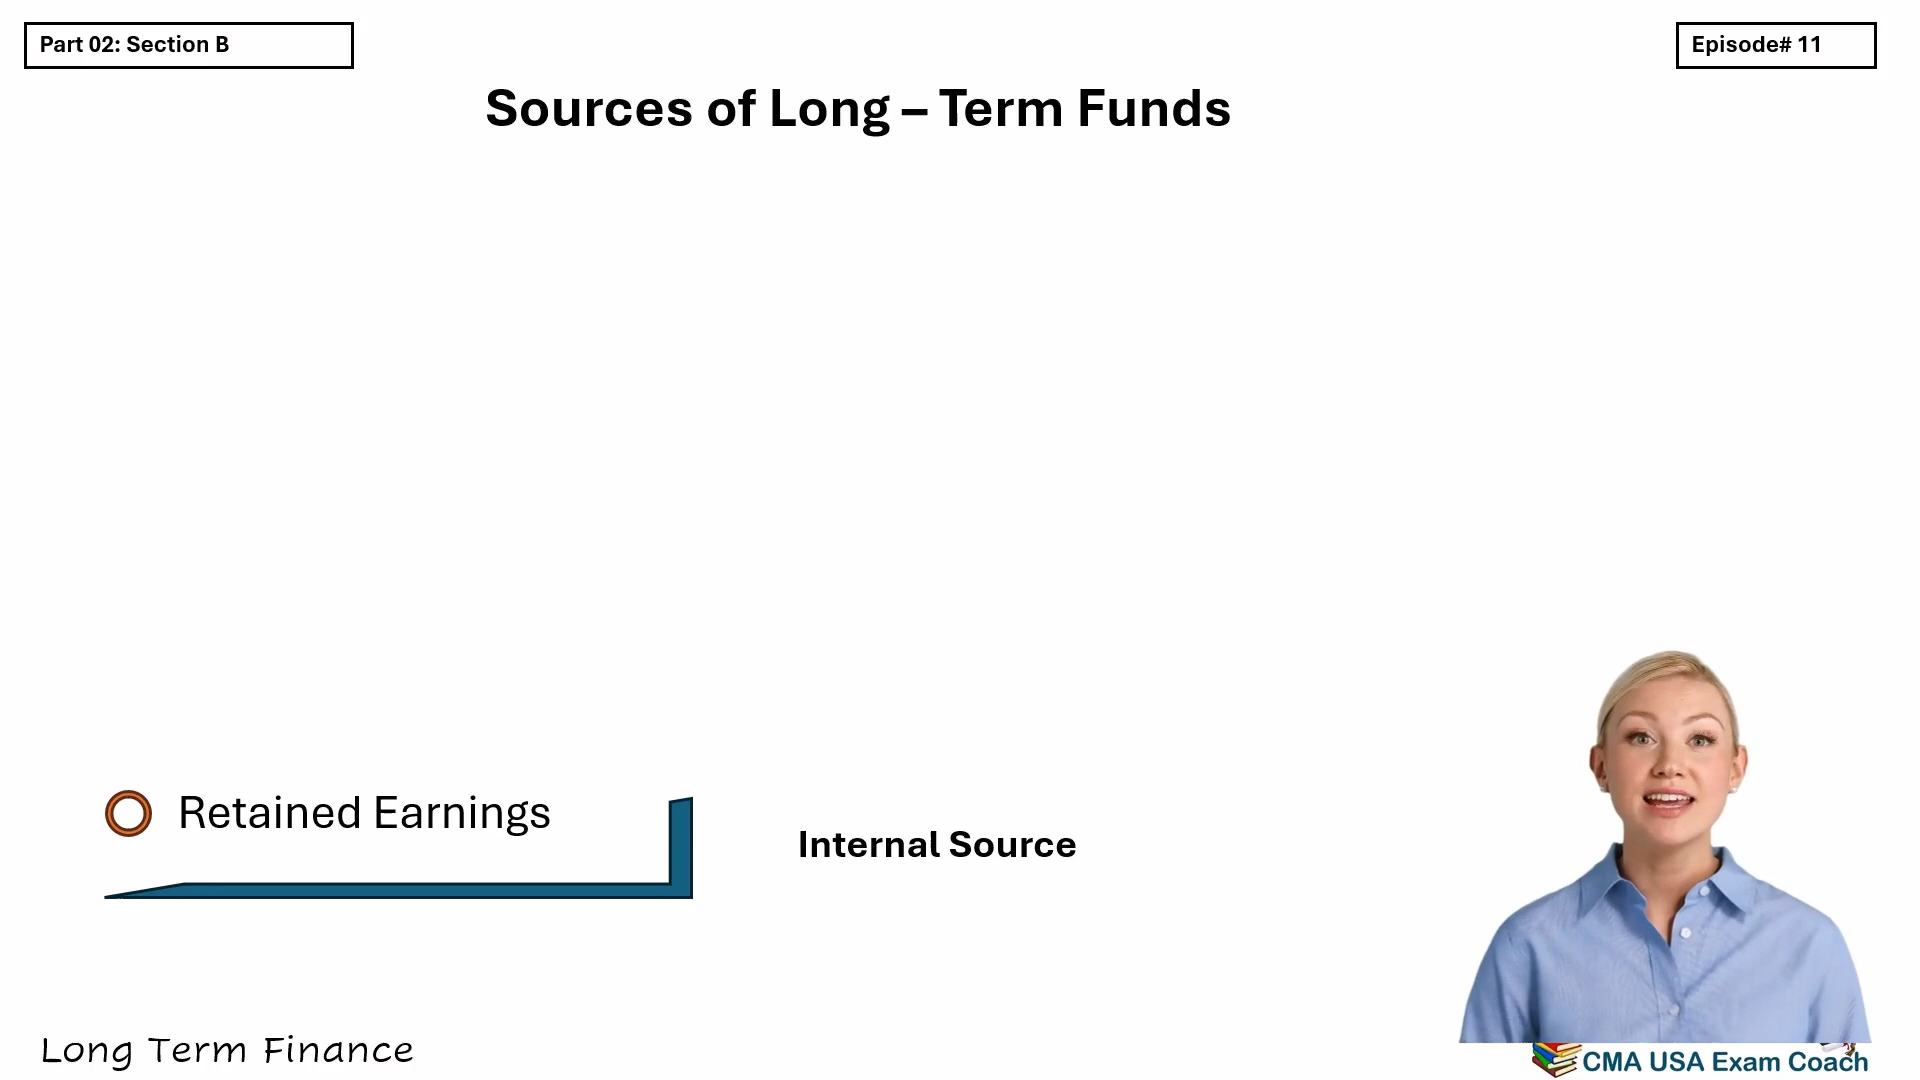 Part 02: Section B
Episode# 11
Sources of Long – Term Funds
Retained Earnings
Internal Source
Long Term Finance
CMA USA Exam Coach